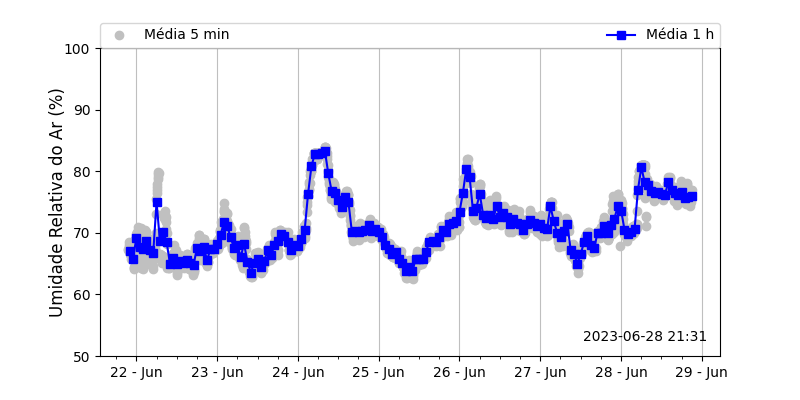 Média 5 min
Média 1 h
Umidade Relativa do Ar (%)
100
90
80
70
60
50
2023-06-28 21:31
22 - Jun
23 - Jun
24 - Jun
25 - Jun
26 - Jun
27 - Jun
28 - Jun
29 - Jun